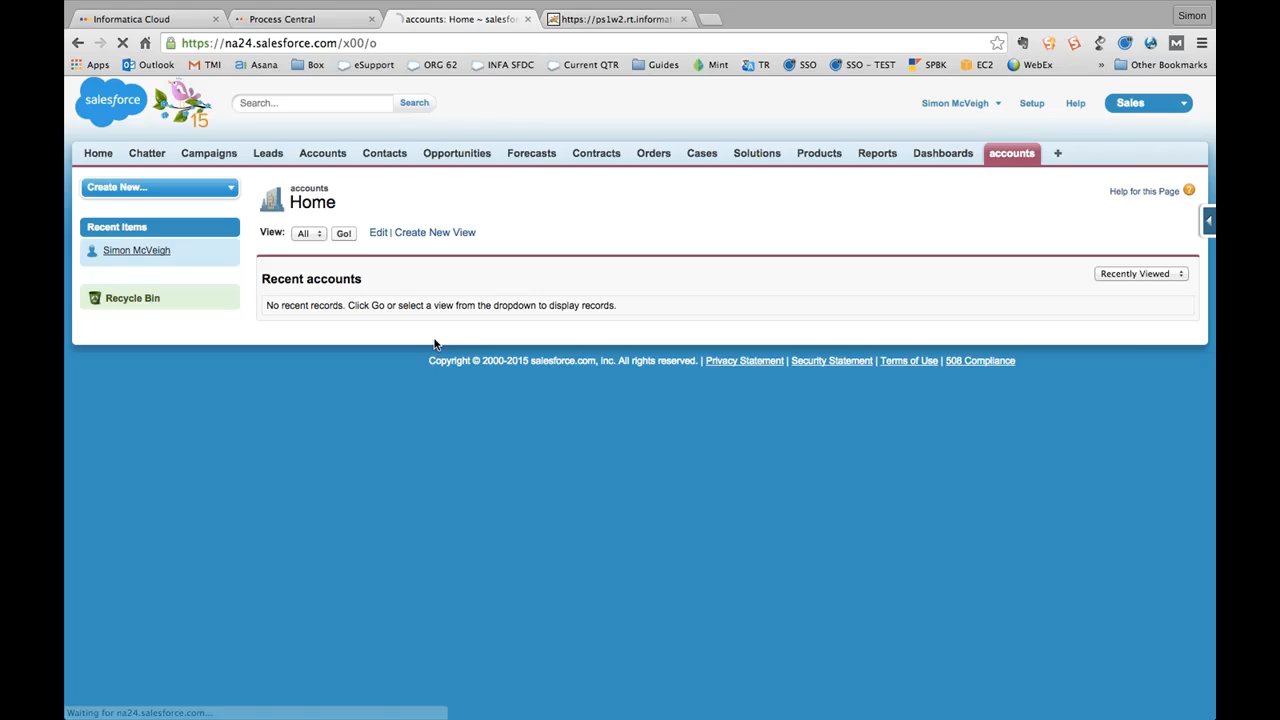 Informatica Cloud
Process Central
accounts: Home ~ salesfo
https://ps1w2.rt.informat
Simon
https://na24.salesforce.com/x00/o
Apps
Outlook
TMI
Asana
Box
eSupport
ORG 62
INFA SFDC
Current QTR
Guides
Mint
TR
SSO
SSO - TEST
SPBK
EC2
WebEx
»
Other Bookmarks
salesforce
15
Search...
Search
Simon McVeigh
Setup
Help
Sales
Home
Chatter
Campaigns
Leads
Accounts
Contacts
Opportunities
Forecasts
Contracts
Orders
Cases
Solutions
Products
Reports
Dashboards
accounts
+
Create New...
accounts
Home
Help for this Page ?
Recent Items
View: All Go! Edit | Create New View
Simon McVeigh
Recent accounts
Recently Viewed
Recycle Bin
No recent records. Click Go or select a view from the dropdown to display records.
Copyright © 2000-2015 salesforce.com, inc. All rights reserved. | Privacy Statement | Security Statement | Terms of Use | 508 Compliance
Waiting for na24.salesforce.com...